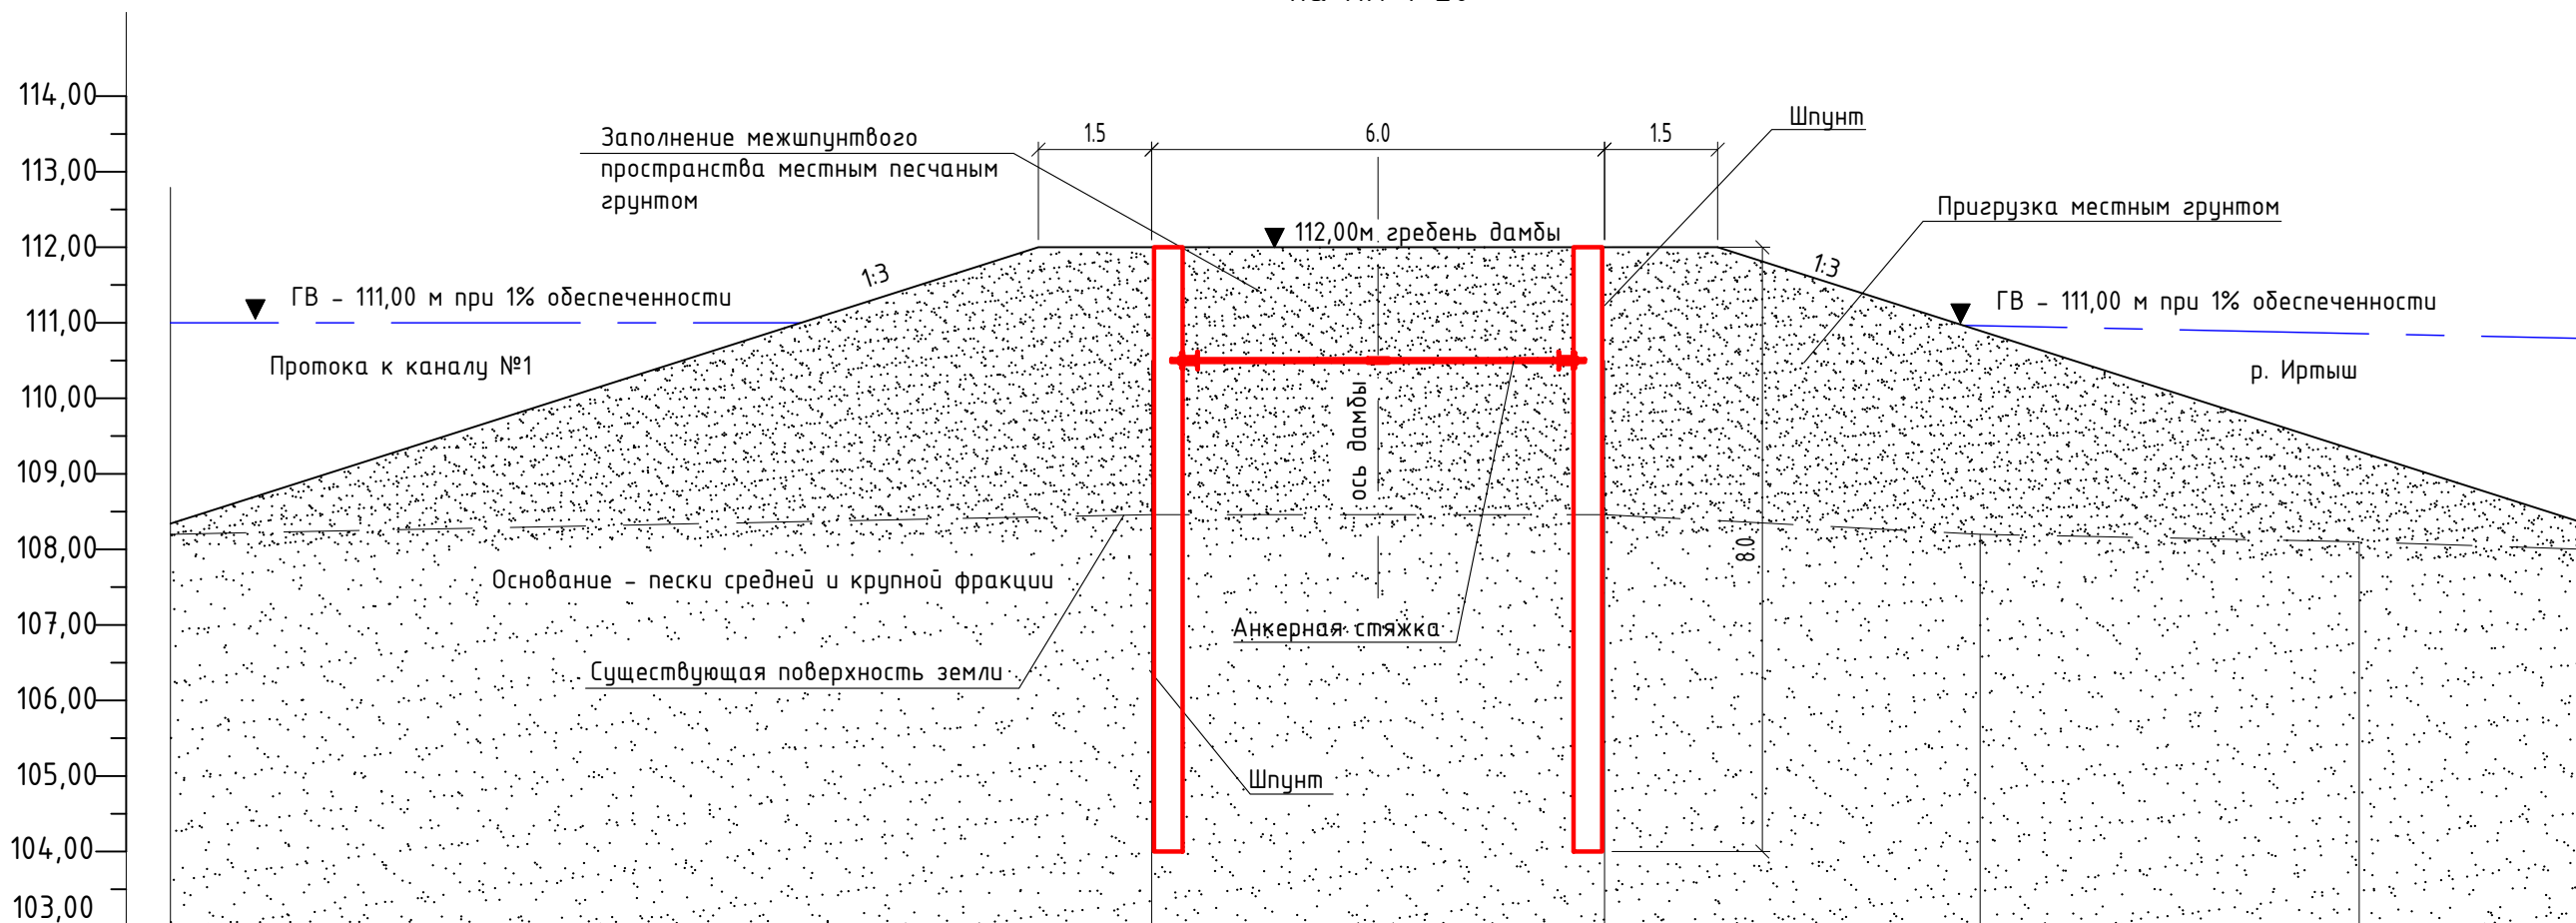 114,00
113,00
112,00
111,00
110,00
109,00
108,00
107,00
106,00
105,00
104,00
103,00
Заполнение межшпунтвого
пространства местным песчаным
грунтом
1.5
6.0
1.5
Шпунт
Пригрузка местным грунтом
112,00м гребень дамбы
1:3
1:3
ГВ - 111,00 м при 1% обеспеченности
ГВ - 111,00 м при 1% обеспеченности
Протока к каналу №1
р. Иртыш
ось дамбы
8.0
Основание - пески средней и крупной фракции
Анкерная стяжка
Существующая поверхность земли
Шпунт